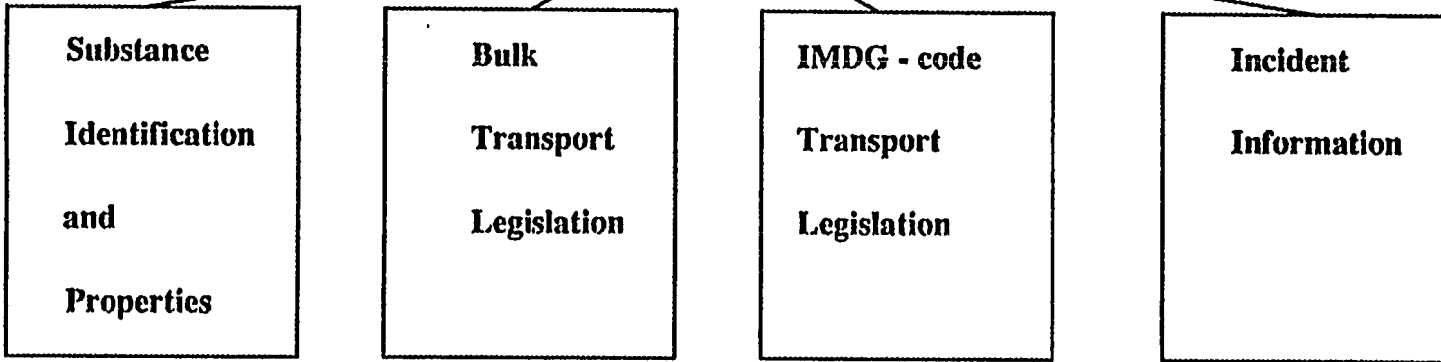 Substance
Identification
and
Properties
Bulk
Transport
Legislation
IMDG - code
Transport
Legislation
Incident
Information